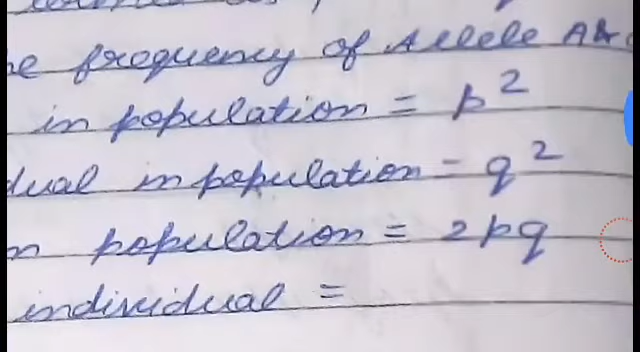 frequency of Allele A &
in population = p²
dual in population = q²
n population = 2pq
individual =